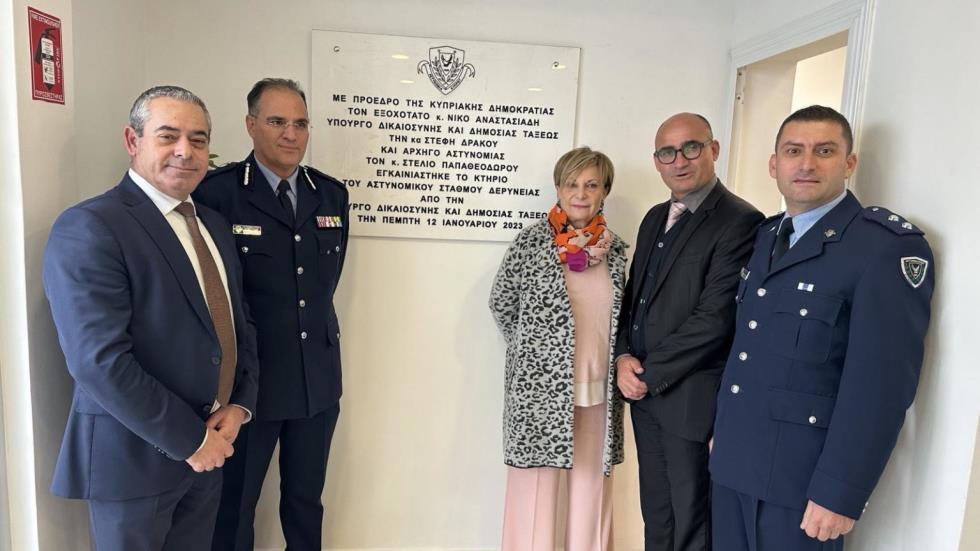 ΜΕ ΠΡΟΕΔΡΟ ΤΗΣ ΚΥΠΡΙΑΚΗΣ ΔΗΜΟΚΡΑΤΙΑΣ
ΤΟΝ ΕΞΟΧΟΤΑΤΟ κ. ΝΙΚΟ ΑΝΑΣΤΑΣΙΑΔΗ
ΥΠΟΥΡΓΟ ΔΙΚΑΙΟΣΥΝΗΣ ΚΑΙ ΔΗΜΟΣΙΑΣ ΤΑΞΕΩΣ
ΤΗΝ κα ΣΤΕΦΗ ΔΡΑΚΟΥ
ΚΑΙ ΑΡΧΗΓΟ ΑΣΤΥΝΟΜΙΑΣ
ΤΟΝ κ. ΣΤΕΛΙΟ ΠΑΠΑΘΕΟΔΩΡΟΥ
ΕΓΚΑΙΝΙΑΣΤΗΚΕ ΤΟ ΚΤΗΡΙΟ
ΤΟΥ ΑΣΤΥΝΟΜΙΚΟΥ ΣΤΑΘΜΟΥ ΔΕΡΥΝΕΙΑΣ
ΑΠΟ ΤΗΝ
ΥΡΓΟ ΔΙΚΑΙΟΣΥΝΗΣ ΚΑΙ ΔΗΜΟΣΙΑΣ ΤΑΞΕΩ
ΤΗΝ ΠΕΜΠΤΗ 12 ΙΑΝΟΥΑΡΙΟΥ 2023